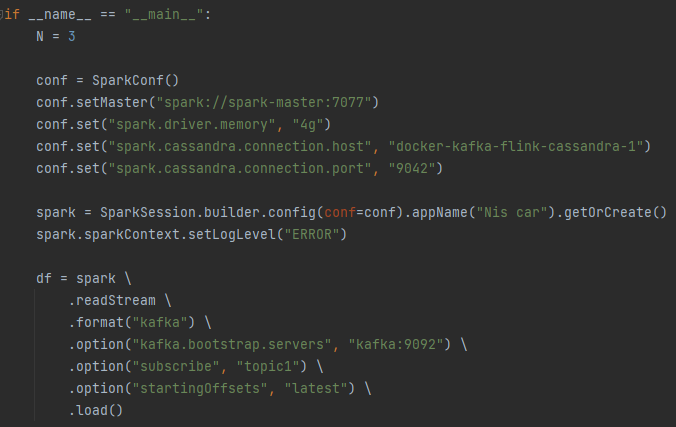 if __name__ == "__main__":
    N = 3

    conf = SparkConf()
    conf.setMaster("spark://spark-master:7077")
    conf.set("spark.driver.memory", "4g")
    conf.set("spark.cassandra.connection.host", "docker-kafka-flink-cassandra-1")
    conf.set("spark.cassandra.connection.port", "9042")

    spark = SparkSession.builder.config(conf=conf).appName("Nis car").getOrCreate()
    spark.sparkContext.setLogLevel("ERROR")

    df = spark \
        .readStream \
        .format("kafka") \
        .option("kafka.bootstrap.servers", "kafka:9092") \
        .option("subscribe", "topic1") \
        .option("startingOffsets", "latest") \
        .load()